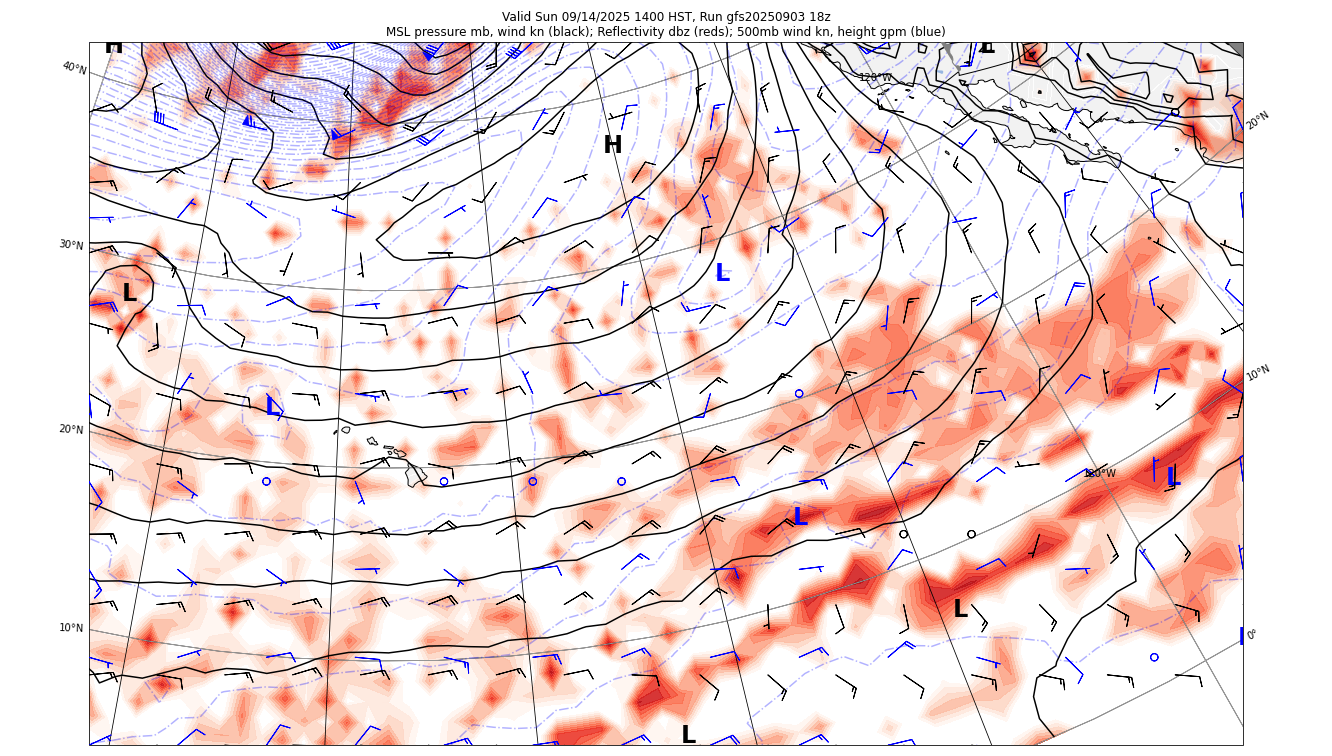 Valid Sun 09/14/2025 1400 HST, Run gfs20250903 18z
MSL pressure mb, wind kn (black); Reflectivity dbz (reds); 500mb wind kn, height gpm (blue)
H
L
40°N
120°W
20°N
H
30°N
L
L
10°N
L
20°N
L
L
L
10°N
0°
L